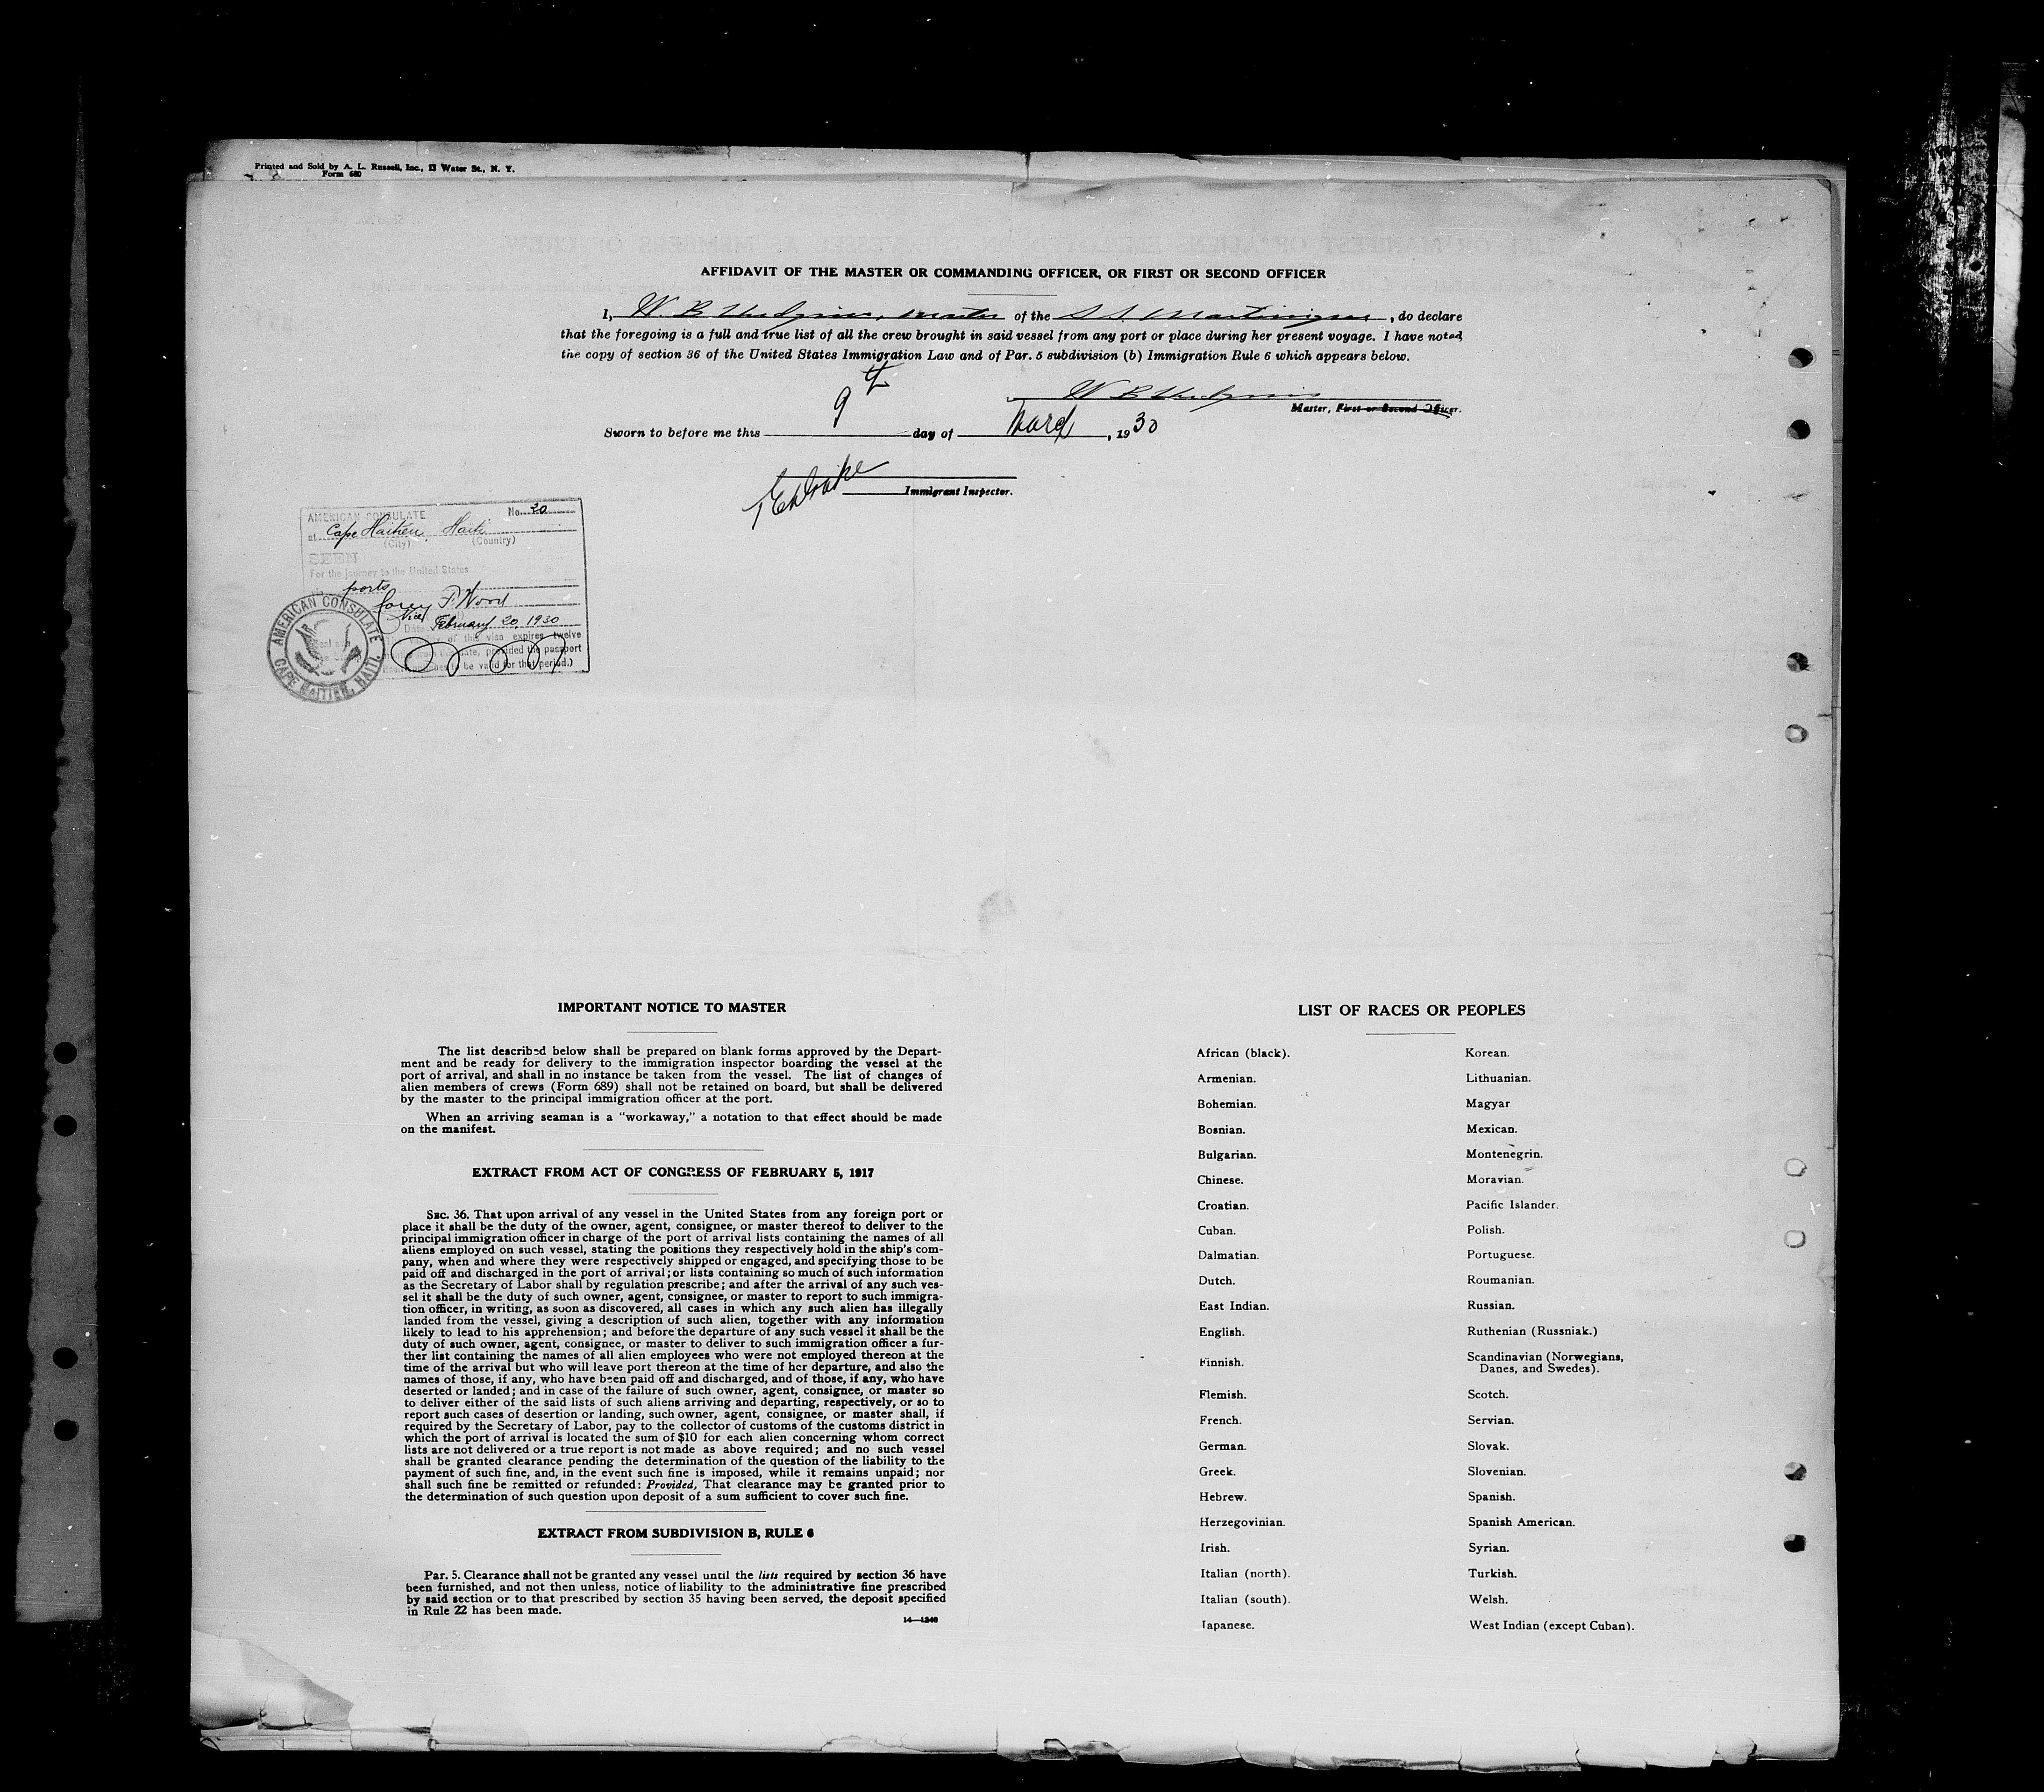 Printed and Sold by A. L. Russell, Inc., 13 Water St., N. Y.
Form 680
AFFIDAVIT OF THE MASTER OR COMMANDING OFFICER, OR FIRST OR SECOND OFFICER
I, W. B. Hudgins, master of the S.S. Martinique, do declare
that the foregoing is a full and true list of all the crew brought in said vessel from any port or place during her present voyage. I have noted
the copy of section 36 of the United States Immigration Law and of Par. 5 subdivision (b) Immigration Rule 6 which appears below.
W B Hudgins
Master, First or Second Officer.
Sworn to before me this 9th day of March, 1930
Immigrant Inspector.
AMERICAN CONSULATE No. 20
at Cape Haitien, Haiti
(City) (Country)
SEEN
For the journey to the United States
ports
F. Wood
Vice
Date February 20, 1930
of this visa expires twelve
date, provided the passport
to be valid for that period.)
AMERICAN CONSULATE
CAPE HAITIEN, HAITI.
IMPORTANT NOTICE TO MASTER
The list described below shall be prepared on blank forms approved by the Depart-
ment and be ready for delivery to the immigration inspector boarding the vessel at the
port of arrival, and shall in no instance be taken from the vessel. The list of changes of
alien members of crews (Form 689) shall not be retained on board, but shall be delivered
by the master to the principal immigration officer at the port.
When an arriving seaman is a "workaway," a notation to that effect should be made
on the manifest.
EXTRACT FROM ACT OF CONGRESS OF FEBRUARY 5, 1917
SEC. 36. That upon arrival of any vessel in the United States from any foreign port or
place it shall be the duty of the owner, agent, consignee, or master thereof to deliver to the
principal immigration officer in charge of the port of arrival lists containing the names of all
aliens employed on such vessel, stating the positions they respectively hold in the ship's com-
pany, when and where they were respectively shipped or engaged, and specifying those to be
paid off and discharged in the port of arrival; or lists containing so much of such information
as the Secretary of Labor shall by regulation prescribe; and after the arrival of any such ves-
sel it shall be the duty of such owner, agent, consignee, or master to report to such immigra-
tion officer, in writing, as soon as discovered, all cases in which any such alien has illegally
landed from the vessel, giving a description of such alien, together with any information
likely to lead to his apprehension; and before the departure of any such vessel it shall be the
duty of such owner, agent, consignee, or master to deliver to such immigration officer a fur-
ther list containing the names of all alien employees who were not employed thereon at the
time of the arrival but who will leave port thereon at the time of her departure, and also the
names of those, if any, who have been paid off and discharged, and of those, if any, who have
deserted or landed; and in case of the failure of such owner, agent, consignee, or master so
to deliver either of the said lists of such aliens arriving and departing, respectively, or so to
report such cases of desertion or landing, such owner, agent, consignee, or master shall, if
required by the Secretary of Labor, pay to the collector of customs of the customs district in
which the port of arrival is located the sum of $10 for each alien concerning whom correct
lists are not delivered or a true report is not made as above required; and no such vessel
shall be granted clearance pending the determination of the question of the liability to the
payment of such fine, and, in the event such fine is imposed, while it remains unpaid; nor
shall such fine be remitted or refunded: Provided, That clearance may be granted prior to
the determination of such question upon deposit of a sum sufficient to cover such fine.
EXTRACT FROM SUBDIVISION B, RULE 6
Par. 5. Clearance shall not be granted any vessel until the lists required by section 36 have
been furnished, and not then unless, notice of liability to the administrative fine prescribed
by said section or to that prescribed by section 35 having been served, the deposit specified
in Rule 22 has been made.
14—1240
LIST OF RACES OR PEOPLES
African (black).
Armenian.
Bohemian.
Bosnian.
Bulgarian.
Chinese.
Croatian.
Cuban.
Dalmatian.
Dutch.
East Indian.
English.
Finnish.
Flemish.
French.
German.
Greek.
Hebrew.
Herzegovinian.
Irish.
Italian (north).
Italian (south).
Japanese.
Korean.
Lithuanian.
Magyar
Mexican.
Montenegrin.
Moravian.
Pacific Islander.
Polish.
Portuguese.
Roumanian.
Russian.
Ruthenian (Russniak.)
Scandinavian (Norwegians,
Danes, and Swedes).
Scotch.
Servian.
Slovak.
Slovenian.
Spanish.
Spanish American.
Syrian.
Turkish.
Welsh.
West Indian (except Cuban).